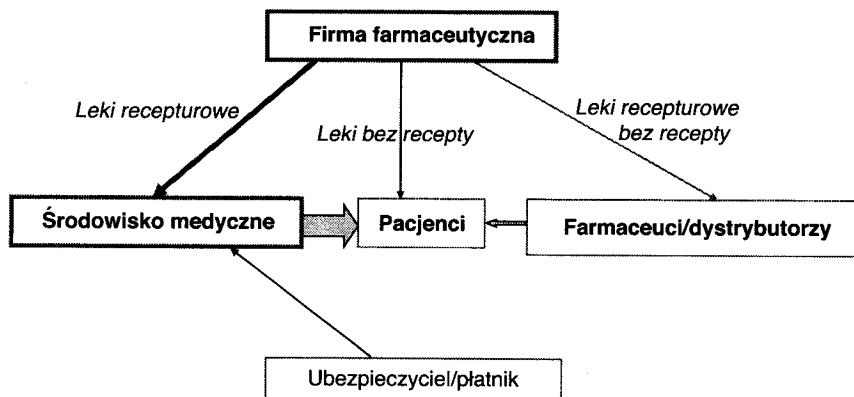 Firma farmaceutyczna
Leki recepturowe
Leki bez recepty
Leki recepturowe
bez recepty
Środowisko medyczne
Pacjenci
Farmaceuci/dystrybutorzy
Ubezpieczyciel/płatnik